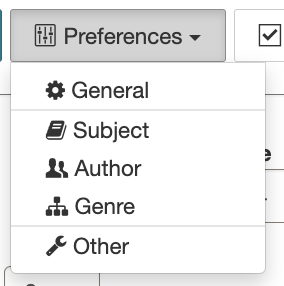 Preferences
General
Subject
Author
Genre
Other